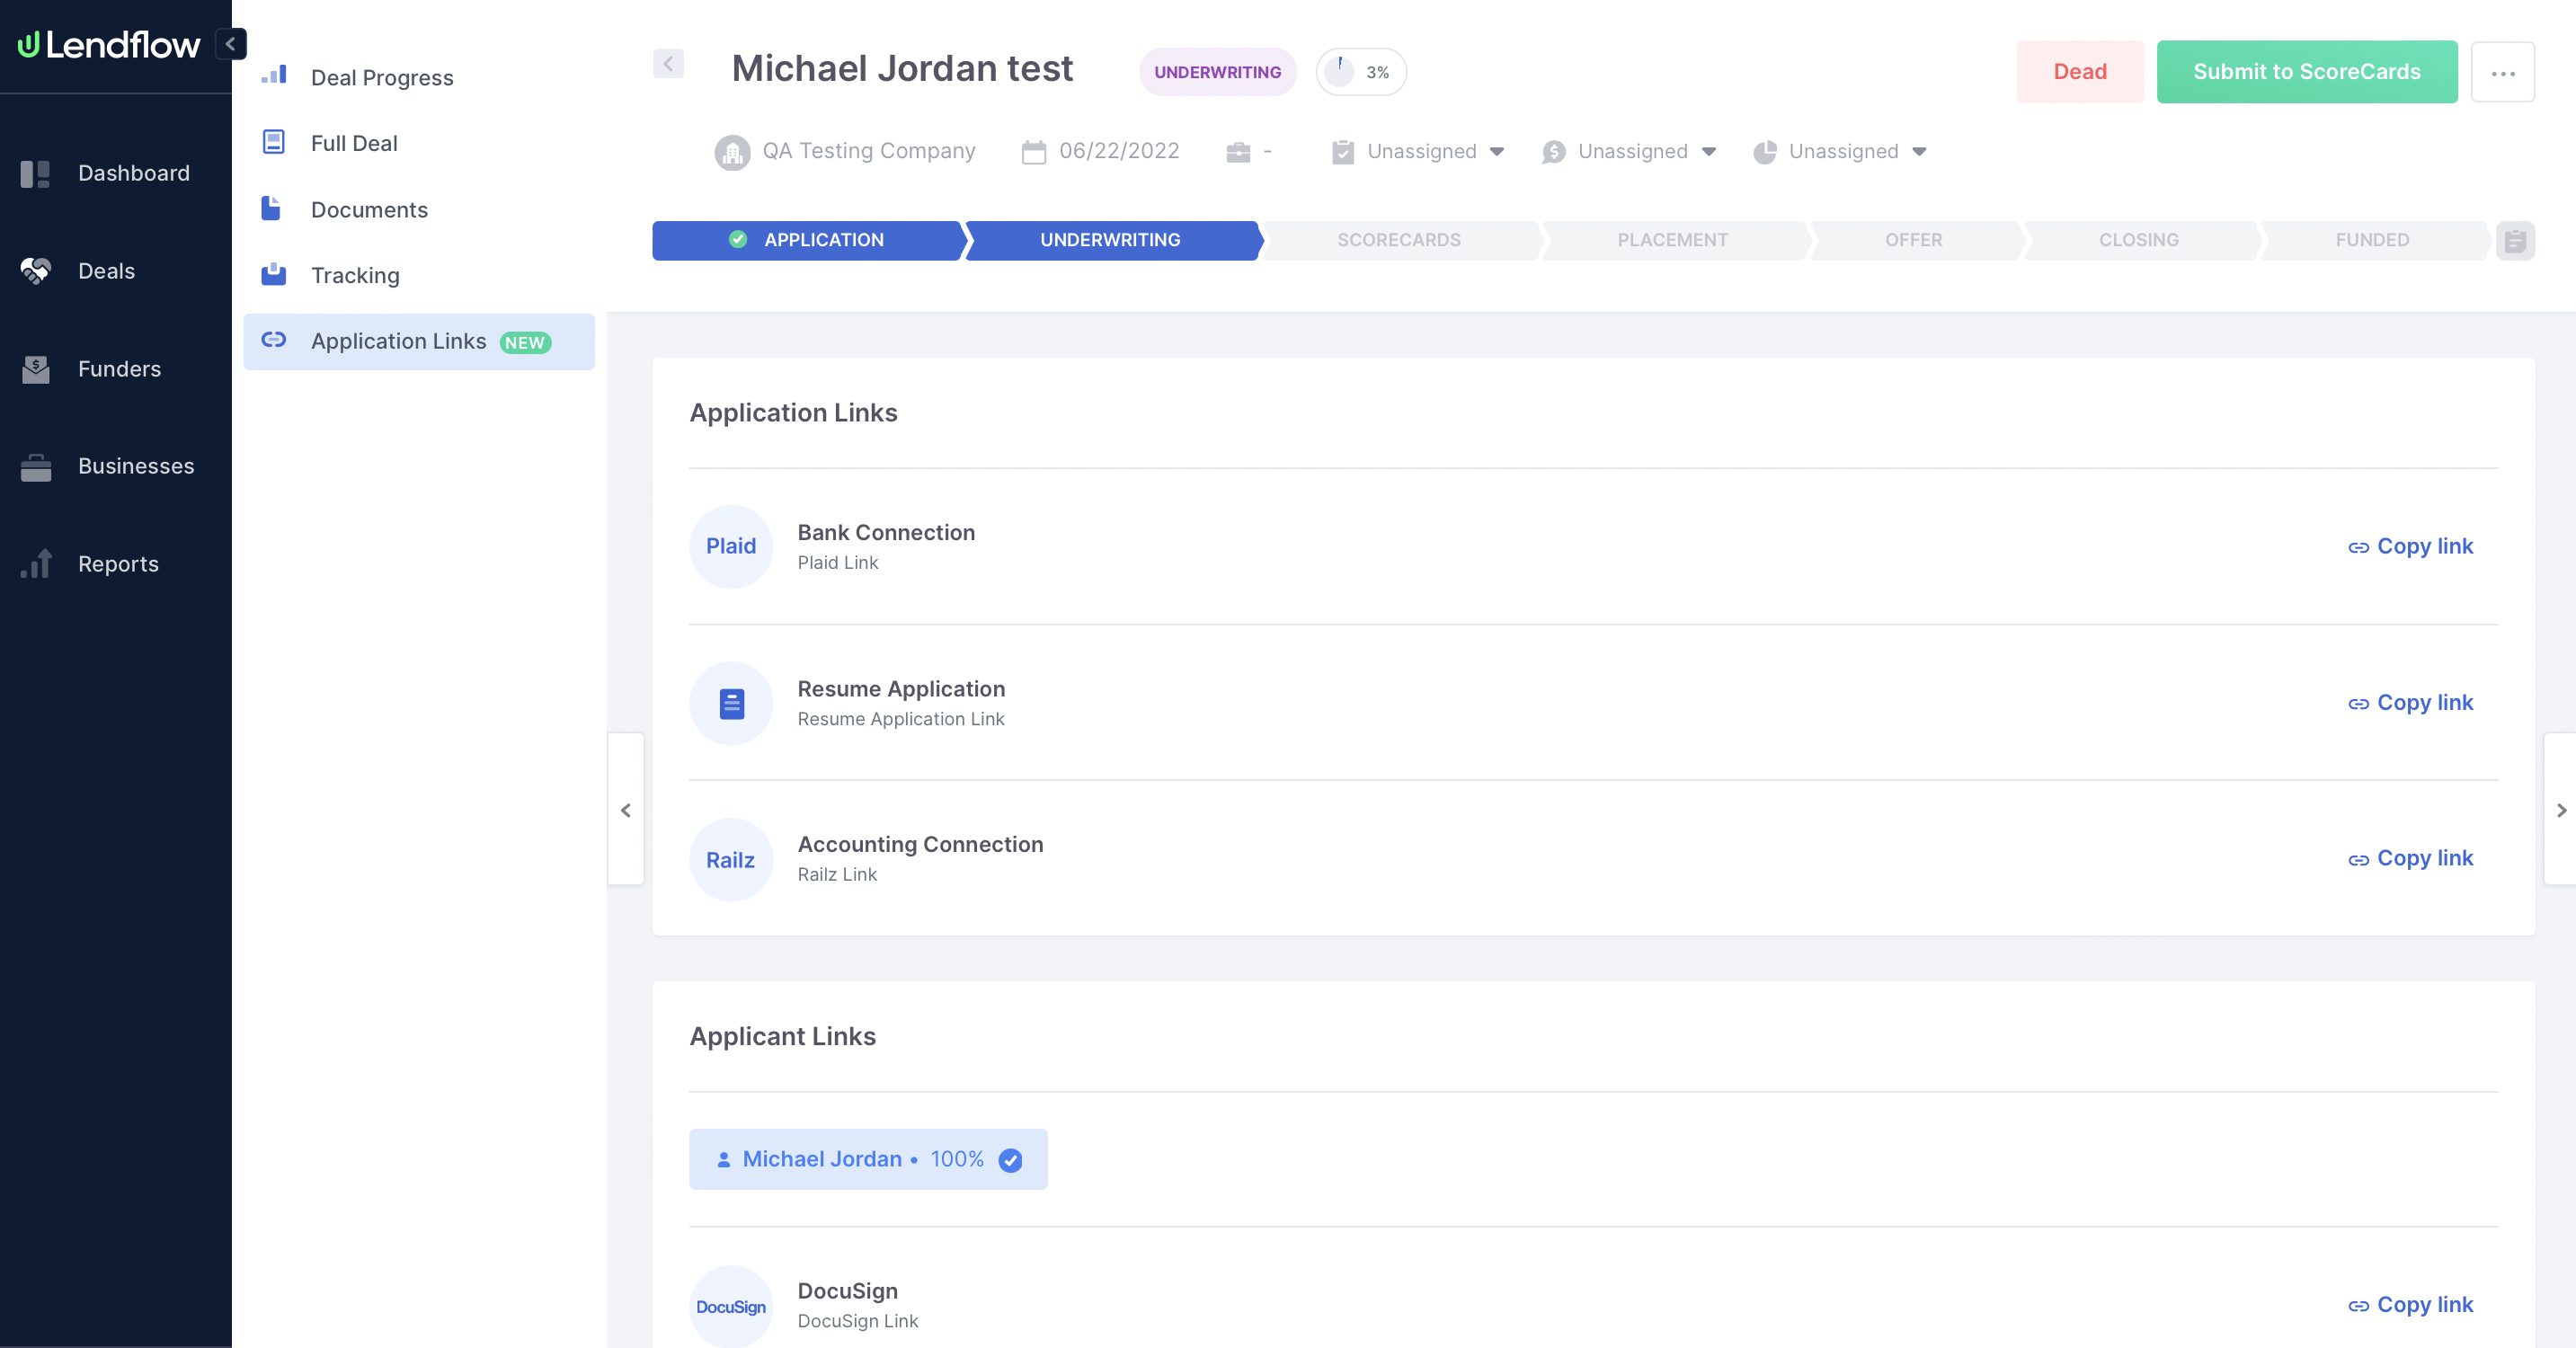 Lendflow
Dashboard
Deals
Funders
Businesses
Reports
Deal Progress
Full Deal
Documents
Tracking
Application Links NEW
Michael Jordan test UNDERWRITING 3% Dead Submit to ScoreCards ...
QA Testing Company 06/22/2022 - Unassigned Unassigned Unassigned
APPLICATION UNDERWRITING SCORECARDS PLACEMENT OFFER CLOSING FUNDED
Application Links
Plaid Bank Connection Copy link
Plaid Link
Resume Application Copy link
Resume Application Link
Railz Accounting Connection Copy link
Railz Link
Applicant Links
Michael Jordan • 100%
DocuSign DocuSign Copy link
DocuSign Link